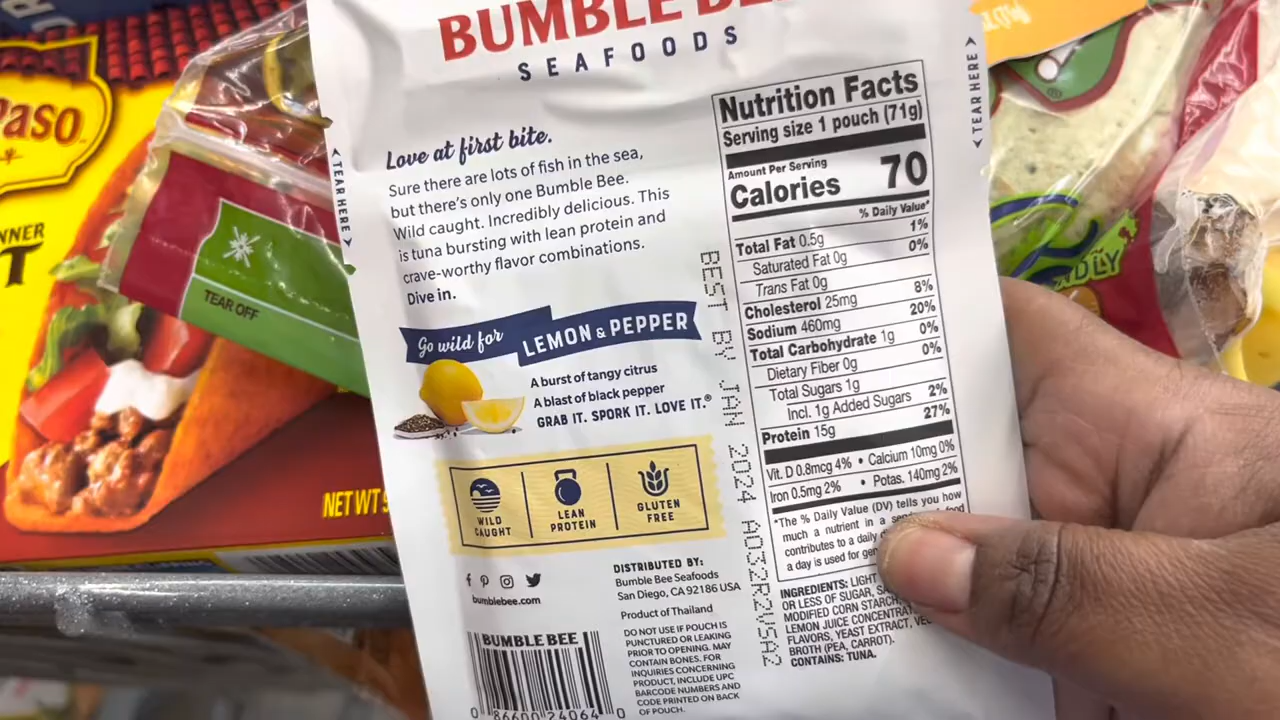 BUMBLE
SEAFOODS
Love at first bite.
Sure there are lots of fish in the sea,
but there's only one Bumble Bee.
Wild caught. Incredibly delicious. This
is tuna bursting with lean protein and
crave-worthy flavor combinations.
Dive in.
Go wild for LEMON & PEPPER
A burst of tangy citrus
A blast of black pepper
GRAB IT. SPORK IT. LOVE IT.®
WILD CAUGHT
LEAN PROTEIN
GLUTEN FREE
bumblebee.com
DISTRIBUTED BY:
Bumble Bee Seafoods
San Diego, CA 92186 USA
Product of Thailand
DO NOT USE IF POUCH IS
PUNCTURED OR LEAKING
PRIOR TO OPENING. MAY
CONTAIN BONES. FOR
INQUIRIES CONCERNING
PRODUCT, INCLUDE UPC
BARCODE NUMBERS AND
CODE PRINTED ON BACK
OF POUCH.
BUMBLE BEE
0 86600 24064 0
BEST BY JAN 2024 A032R2VSA2
Nutrition Facts
Serving size 1 pouch (71g)
Amount Per Serving
Calories 70
% Daily Value*
Total Fat 0.5g 1%
Saturated Fat 0g 0%
Trans Fat 0g
Cholesterol 25mg 8%
Sodium 460mg 20%
Total Carbohydrate 1g 0%
Dietary Fiber 0g 0%
Total Sugars 1g
Incl. 1g Added Sugars 2%
Protein 15g 27%
Vit. D 0.8mcg 4% • Calcium 10mg 0%
Iron 0.5mg 2% • Potas. 140mg 2%
*The % Daily Value (DV) tells you how
much a nutrient in a food
contributes to a daily
a day is used for
INGREDIENTS: LIGHT
OR LESS OF SUGAR,
MODIFIED CORN
LEMON JUICE
FLAVORS, YEAST EXTRACT,
BROTH (PEA, CARROT).
CONTAINS: TUNA.
TEAR HERE
TEAR HERE
Paso
NNER
TEAR OFF
NET WT
DLY